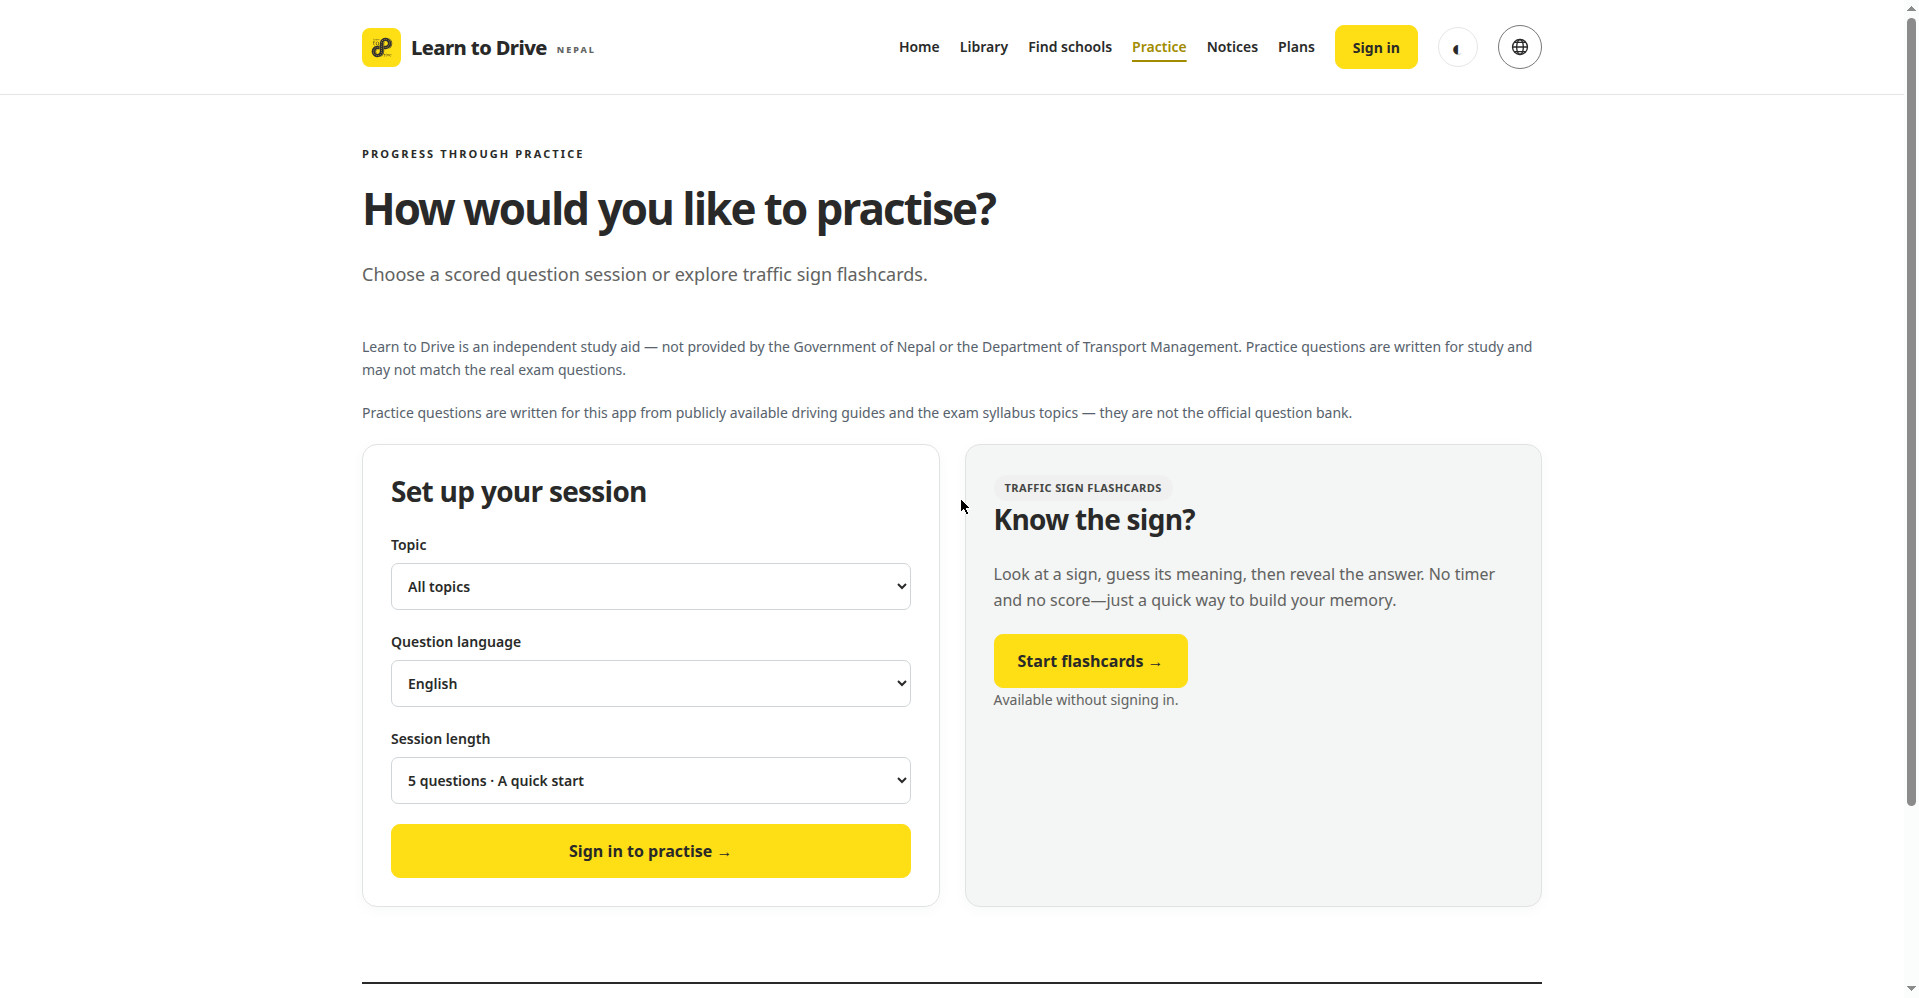 Learn to Drive NEPAL
Home Library Find schools Practice Notices Plans Sign in
PROGRESS THROUGH PRACTICE
How would you like to practise?
Choose a scored question session or explore traffic sign flashcards.
Learn to Drive is an independent study aid — not provided by the Government of Nepal or the Department of Transport Management. Practice questions are written for study and
may not match the real exam questions.
Practice questions are written for this app from publicly available driving guides and the exam syllabus topics — they are not the official question bank.
Set up your session
Topic
All topics
Question language
English
Session length
5 questions · A quick start
Sign in to practise →
TRAFFIC SIGN FLASHCARDS
Know the sign?
Look at a sign, guess its meaning, then reveal the answer. No timer
and no score—just a quick way to build your memory.
Start flashcards →
Available without signing in.